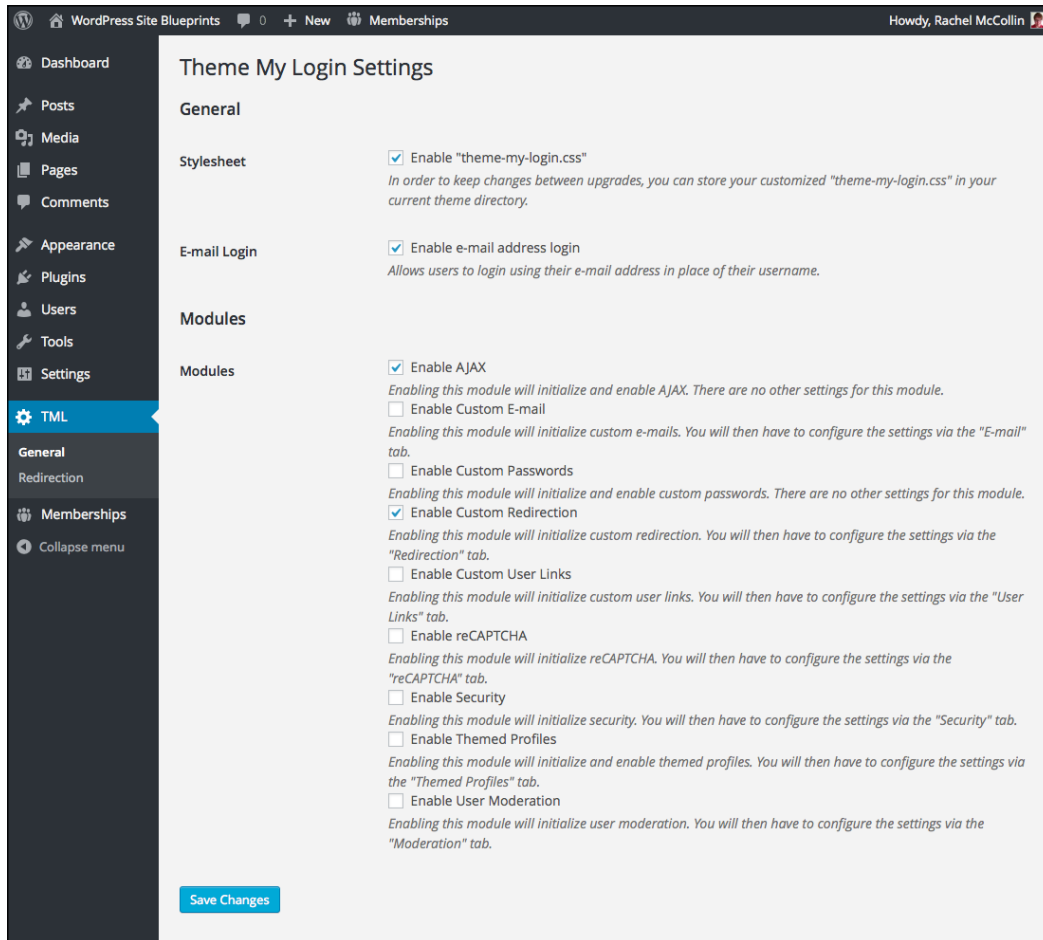 WordPress Site Blueprints 0 + New Memberships Howdy, Rachel McCollin
Dashboard
Posts
Media
Pages
Comments
Appearance
Plugins
Users
Tools
Settings
TML
General
Redirection
Memberships
Collapse menu
Theme My Login Settings
General
Stylesheet
Enable "theme-my-login.css"
In order to keep changes between upgrades, you can store your customized "theme-my-login.css" in your
current theme directory.
E-mail Login
Enable e-mail address login
Allows users to login using their e-mail address in place of their username.
Modules
Modules
Enable AJAX
Enabling this module will initialize and enable AJAX. There are no other settings for this module.
Enable Custom E-mail
Enabling this module will initialize custom e-mails. You will then have to configure the settings via the "E-mail"
tab.
Enable Custom Passwords
Enabling this module will initialize and enable custom passwords. There are no other settings for this module.
Enable Custom Redirection
Enabling this module will initialize custom redirection. You will then have to configure the settings via the
"Redirection" tab.
Enable Custom User Links
Enabling this module will initialize custom user links. You will then have to configure the settings via the "User
Links" tab.
Enable reCAPTCHA
Enabling this module will initialize reCAPTCHA. You will then have to configure the settings via the
"reCAPTCHA" tab.
Enable Security
Enabling this module will initialize security. You will then have to configure the settings via the "Security" tab.
Enable Themed Profiles
Enabling this module will initialize and enable themed profiles. You will then have to configure the settings via
the "Themed Profiles" tab.
Enable User Moderation
Enabling this module will initialize user moderation. You will then have to configure the settings via the
"Moderation" tab.
Save Changes